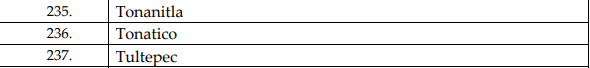 235. Tonanitla
236. Tonatico
237. Tultepec